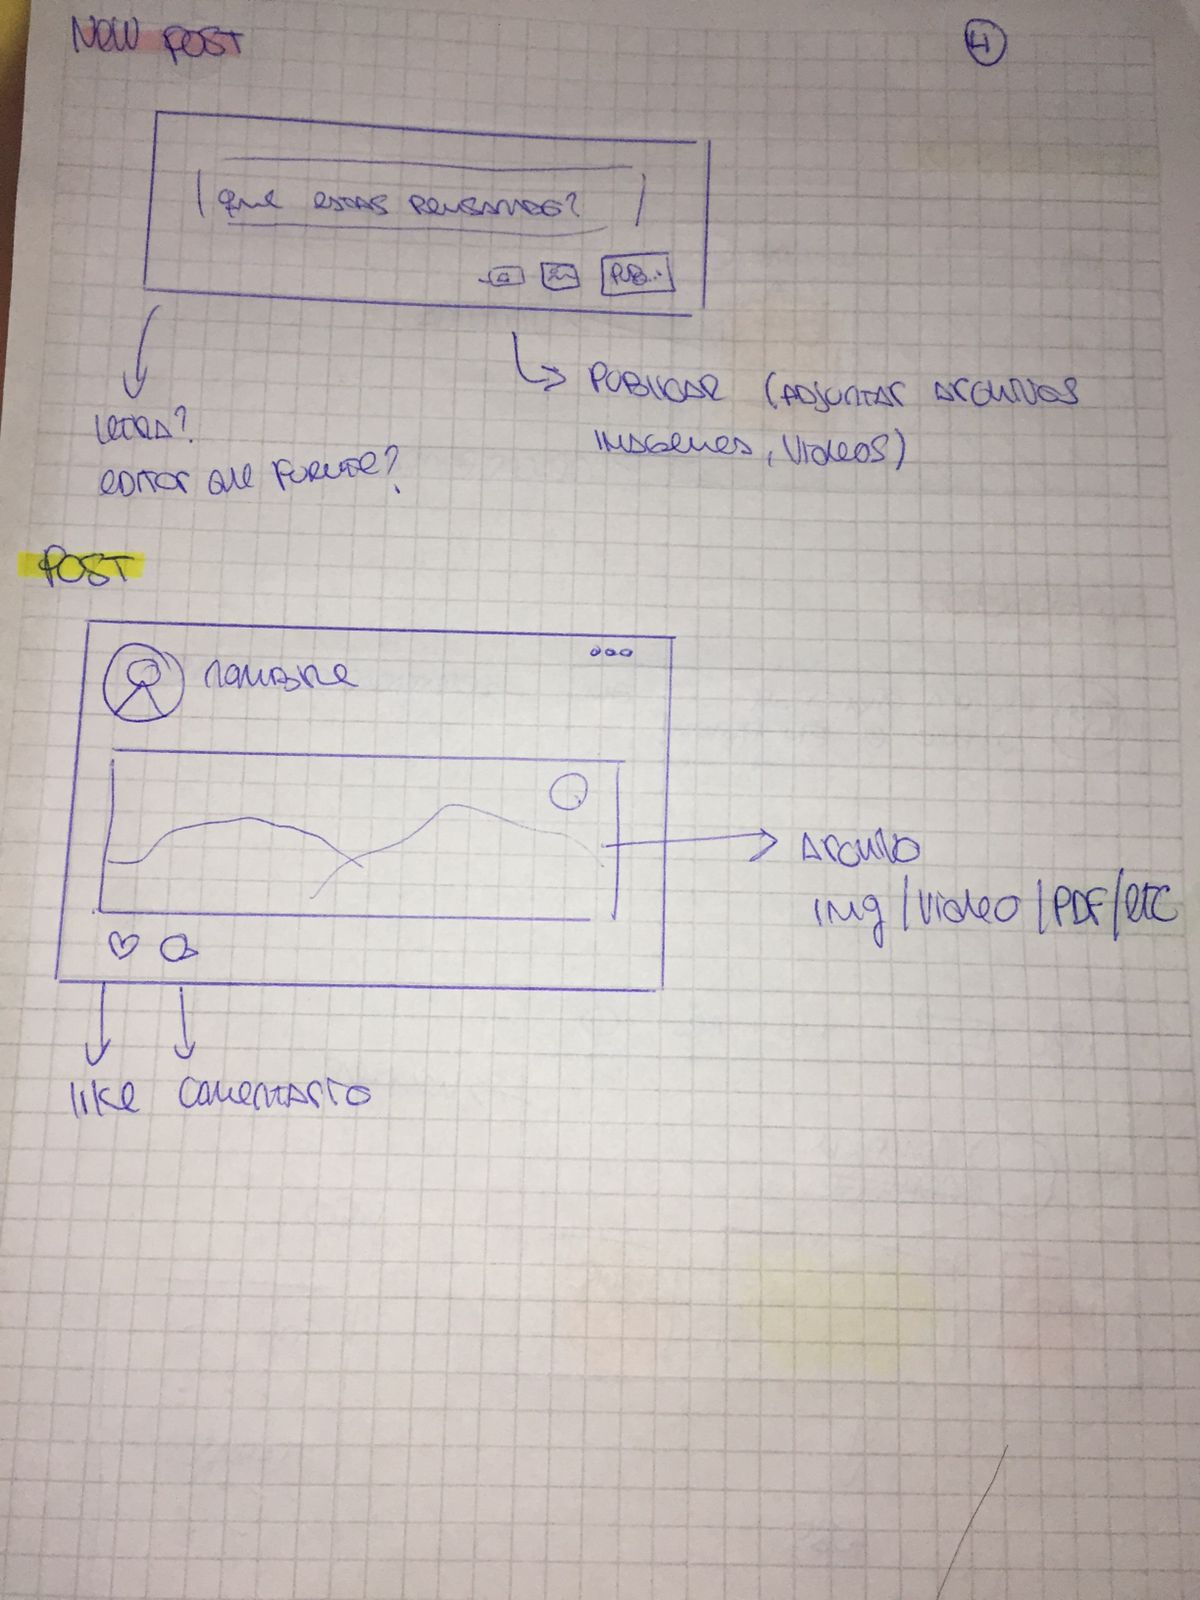 NEW POST
4
que estas pensando?
PUB..
PUBLICAR (ADJUNTAR ARCHIVOS
IMAGENES, VIDEOS)
LETRA?
EDITOR QUE FUENTE?
POST
nombre
ooo
ARCHIVO
img/Video/PDF/etc
like comentario